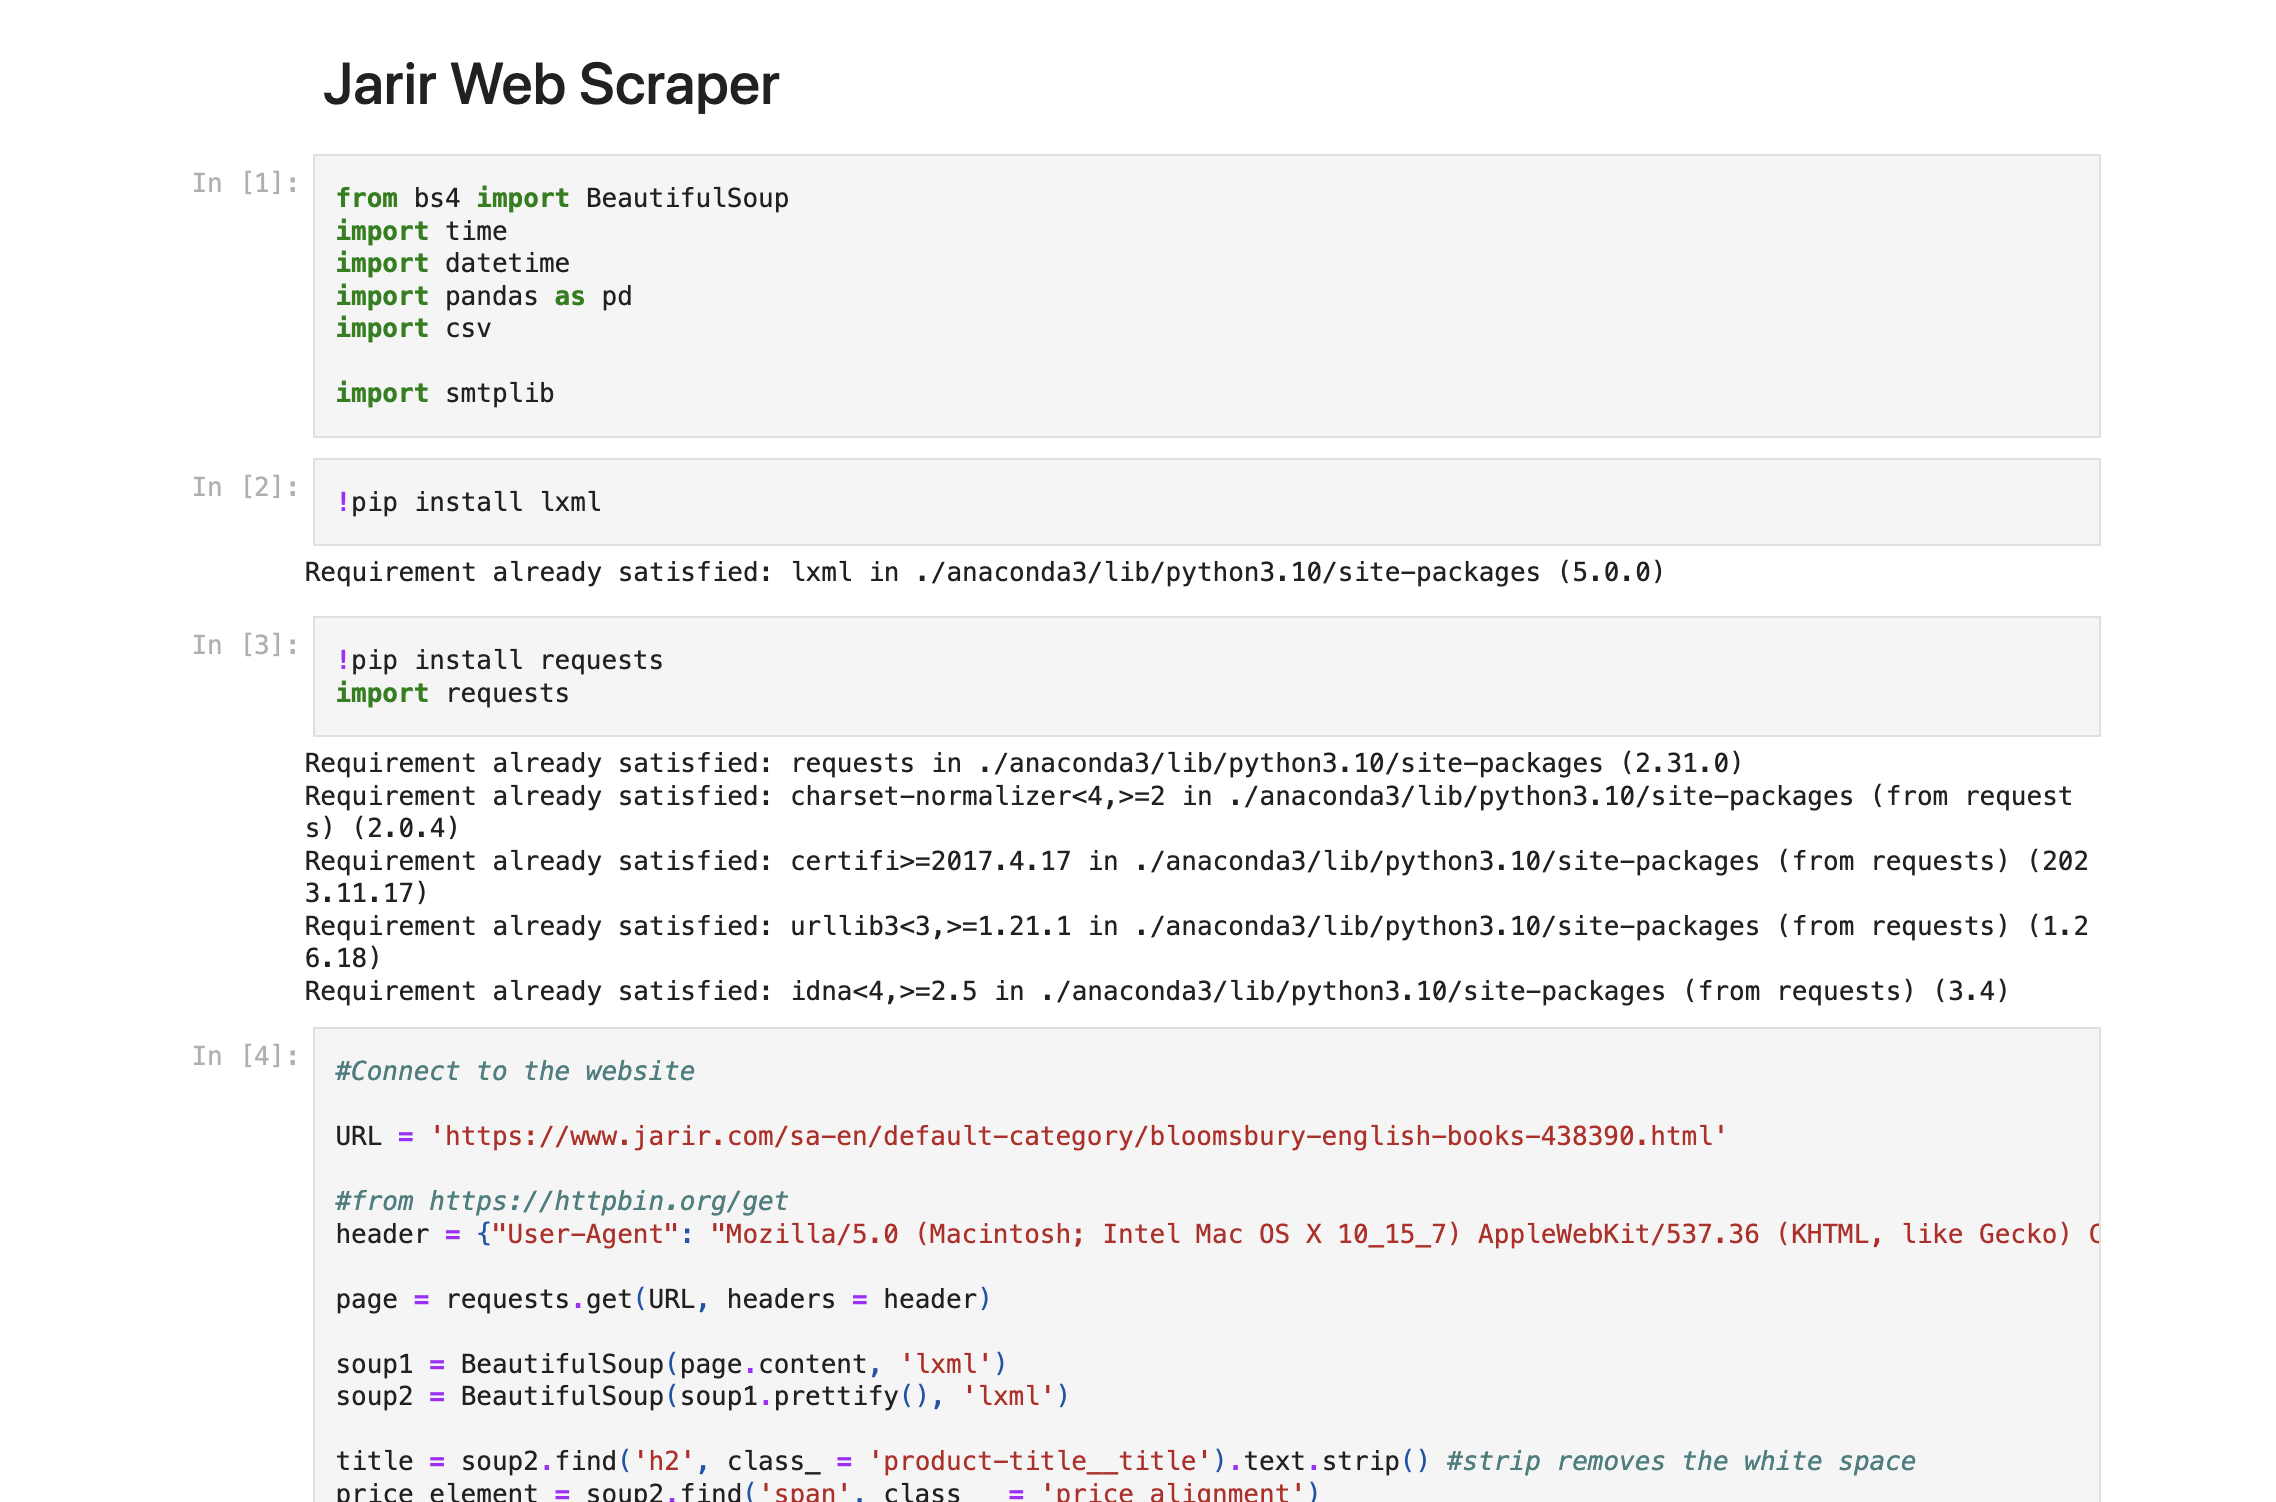 Jarir Web Scraper
In [1]:
from bs4 import BeautifulSoup
import time
import datetime
import pandas as pd
import csv
import smtplib
In [2]:
!pip install lxml
Requirement already satisfied: lxml in ./anaconda3/lib/python3.10/site-packages (5.0.0)
In [3]:
!pip install requests
import requests
Requirement already satisfied: requests in ./anaconda3/lib/python3.10/site-packages (2.31.0)
Requirement already satisfied: charset-normalizer<4,>=2 in ./anaconda3/lib/python3.10/site-packages (from request
s) (2.0.4)
Requirement already satisfied: certifi>=2017.4.17 in ./anaconda3/lib/python3.10/site-packages (from requests) (202
3.11.17)
Requirement already satisfied: urllib3<3,>=1.21.1 in ./anaconda3/lib/python3.10/site-packages (from requests) (1.2
6.18)
Requirement already satisfied: idna<4,>=2.5 in ./anaconda3/lib/python3.10/site-packages (from requests) (3.4)
In [4]:
#Connect to the website
URL = 'https://www.jarir.com/sa-en/default-category/bloomsbury-english-books-438390.html'
#from https://httpbin.org/get
header = {"User-Agent": "Mozilla/5.0 (Macintosh; Intel Mac OS X 10_15_7) AppleWebKit/537.36 (KHTML, like Gecko)
page = requests.get(URL, headers = header)
soup1 = BeautifulSoup(page.content, 'lxml')
soup2 = BeautifulSoup(soup1.prettify(), 'lxml')
title = soup2.find('h2', class_ = 'product-title__title').text.strip() #strip removes the white space
price_element = soup2.find('span', class_ = 'price_alignment')